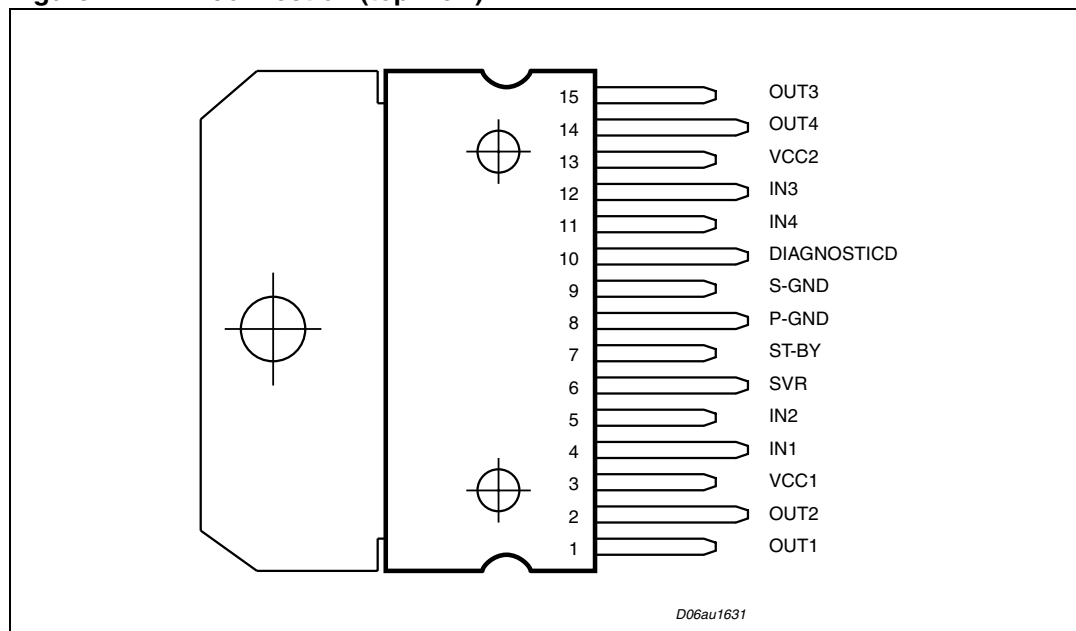 15 OUT3
14 OUT4
13 VCC2
12 IN3
11 IN4
10 DIAGNOSTICD
9 S-GND
8 P-GND
7 ST-BY
6 SVR
5 IN2
4 IN1
3 VCC1
2 OUT2
1 OUT1
D06au1631